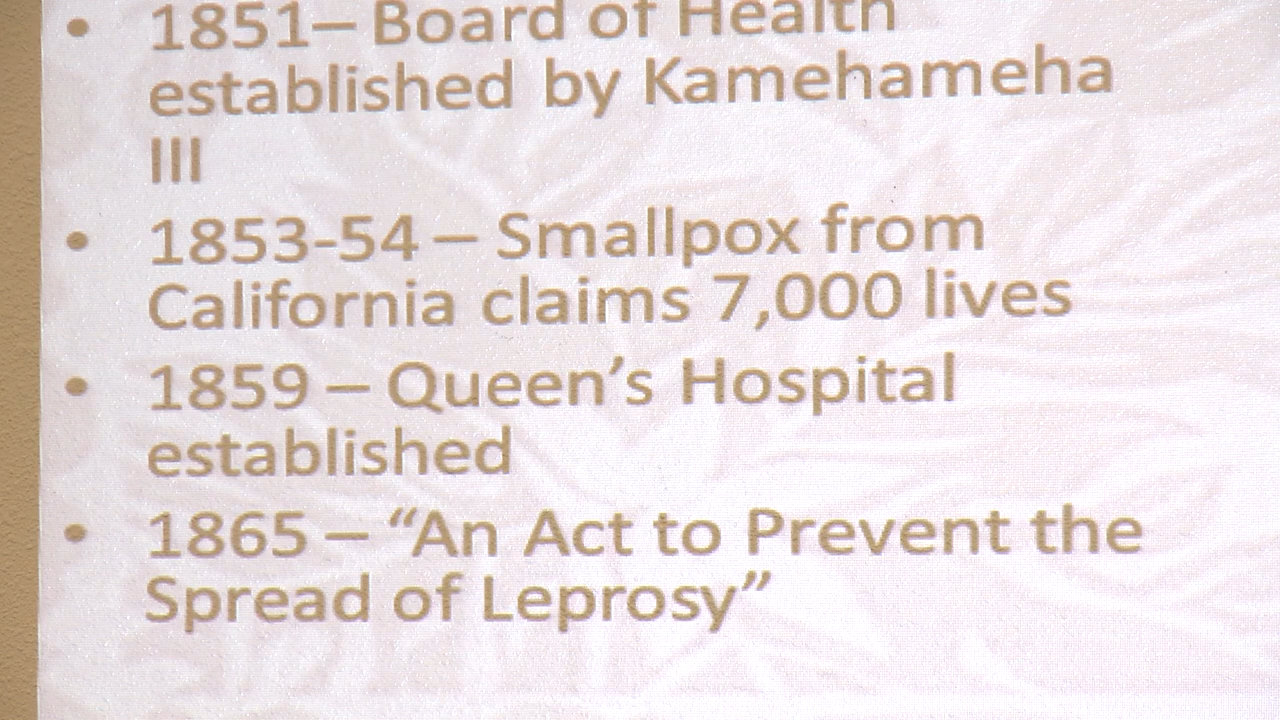 • 1851– Board of Health
established by Kamehameha
III
• 1853-54 – Smallpox from
California claims 7,000 lives
• 1859 – Queen’s Hospital
established
• 1865 – “An Act to Prevent the
Spread of Leprosy”